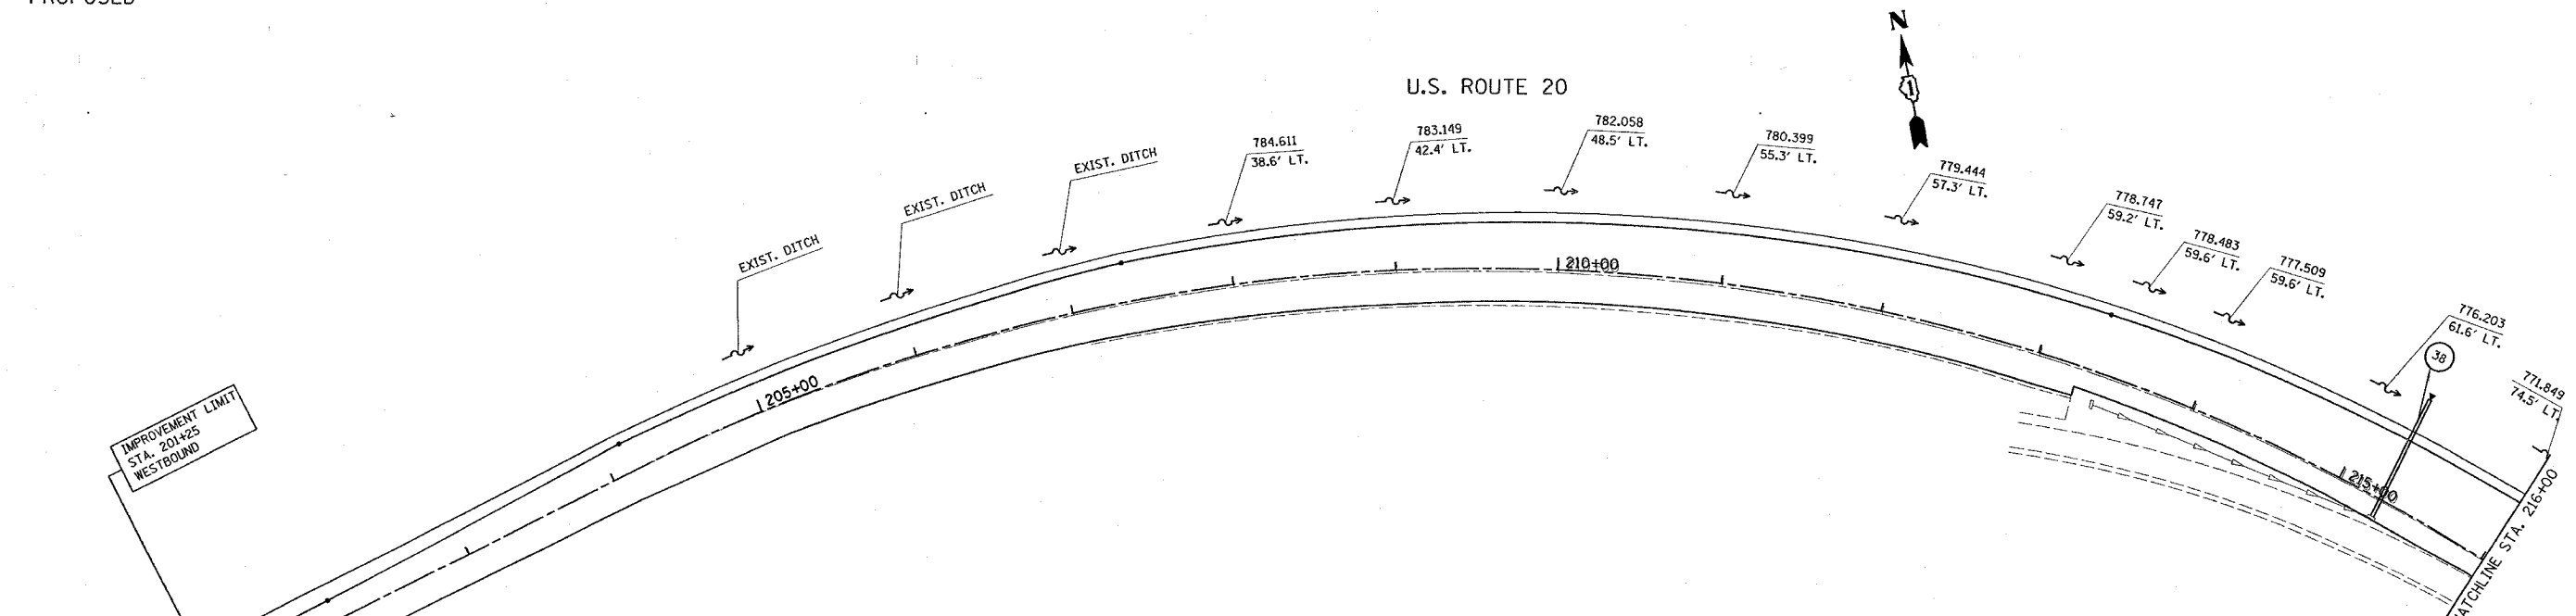 PROPOSED
N
1
U.S. ROUTE 20
EXIST. DITCH
EXIST. DITCH
EXIST. DITCH
784.611
38.6' LT.
783.149
42.4' LT.
782.058
48.5' LT.
780.399
55.3' LT.
779.444
57.3' LT.
778.747
59.2' LT.
778.483
59.6' LT.
777.509
59.6' LT.
776.203
61.6' LT.
38
771.849
74.5' LT.
205+00
210+00
215+00
IMPROVEMENT LIMIT
STA. 201+25
WESTBOUND
MATCHLINE STA. 216+00